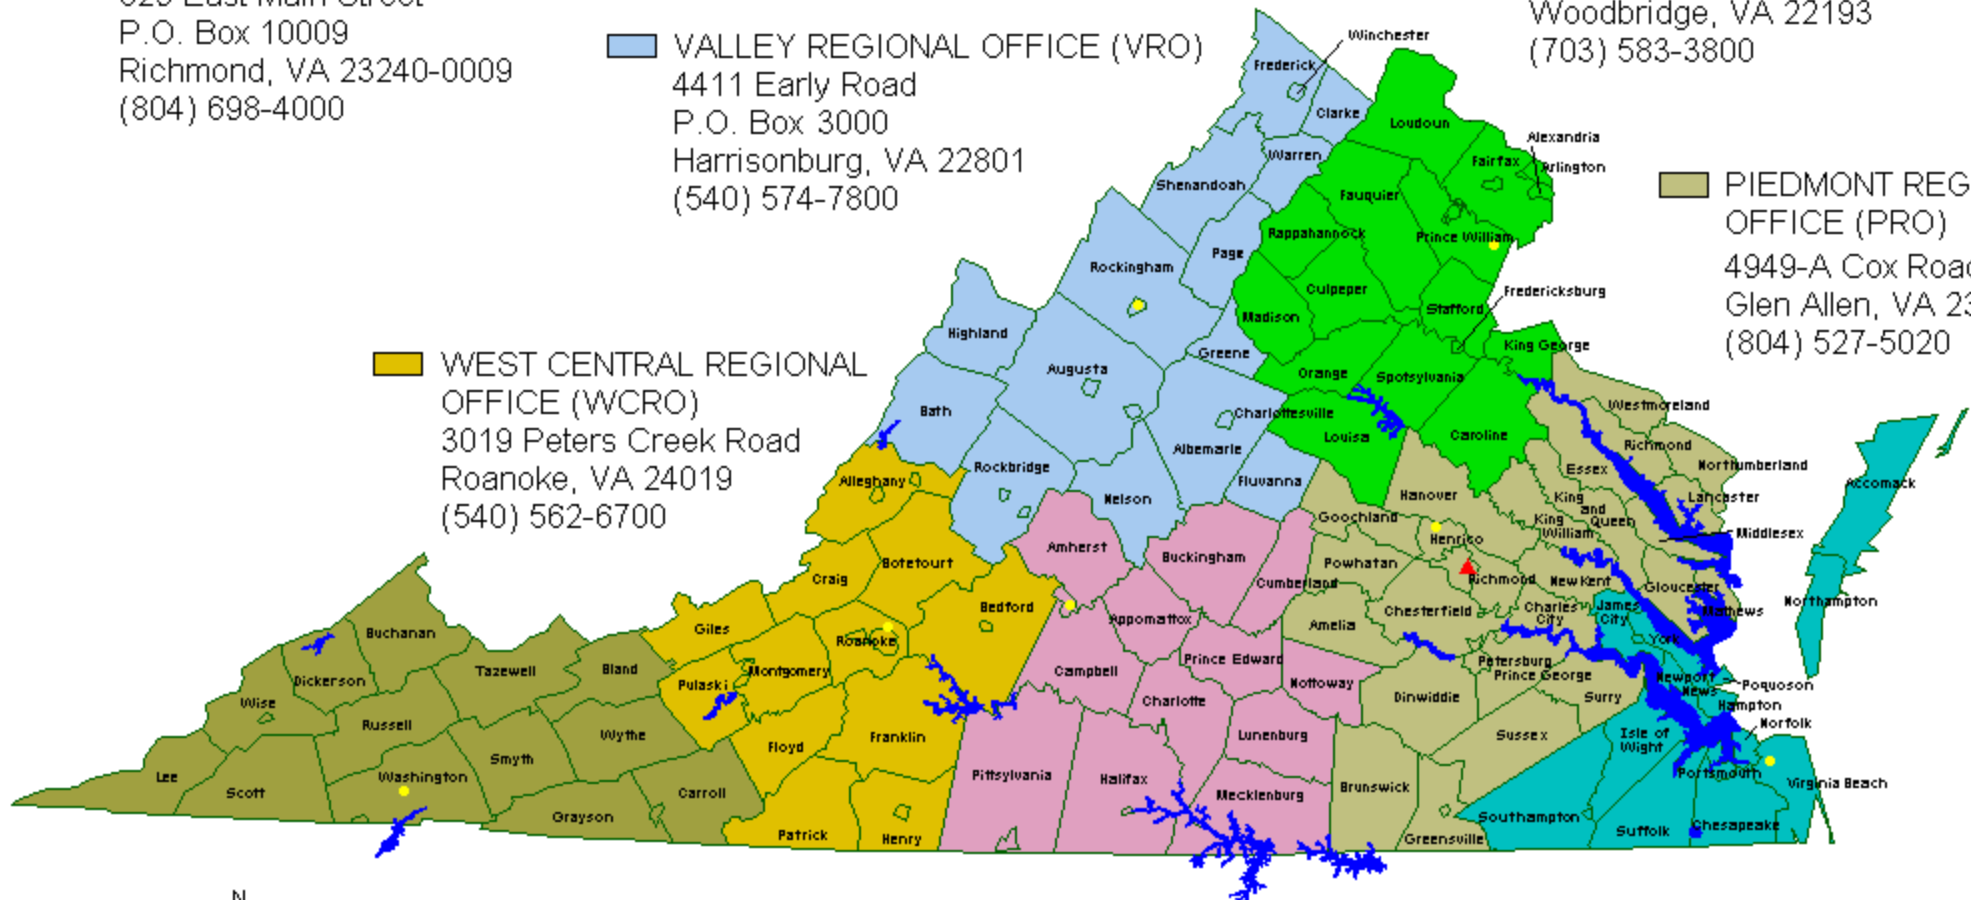 P.O. Box 10009
Richmond, VA 23240-0009
(804) 698-4000
VALLEY REGIONAL OFFICE (VRO)
4411 Early Road
P.O. Box 3000
Harrisonburg, VA 22801
(540) 574-7800
Woodbridge, VA 22193
(703) 583-3800
PIEDMONT REG
OFFICE (PRO)
4949-A Cox Road
Glen Allen, VA 23
(804) 527-5020
WEST CENTRAL REGIONAL
OFFICE (WCRO)
3019 Peters Creek Road
Roanoke, VA 24019
(540) 562-6700
Winchester
Frederick
Clarke
Loudoun
Alexandria
Fairfax
Arlington
Warren
Shenandoah
Fauquier
Rappahannock
Prince William
Page
Rockingham
Culpeper
Fredericksburg
Stafford
Madison
Highland
King George
Greene
Augusta
Orange
Spotsylvania
Bath
Charlottesville
Westmoreland
Louisa
Caroline
Richmond
Albemarle
Rockbridge
Essex
Northumberland
Alleghany
Fluvanna
Accomack
Nelson
Hanover
King
and
Queen
Lancaster
Goochland
King
William
Middlesex
Henrico
Amherst
Buckingham
Botetourt
Powhatan
Craig
Cumberland
Richmond
New Kent
Gloucester
Northampton
Bedford
Chesterfield
Charles
City
James
City
Mathews
Appomattox
Amelia
Giles
Buchanan
Roanoke
York
Prince Edward
Petersburg
Tazewell
Bland
Montgomery
Campbell
Prince George
Newport
News
Dickerson
Pulaski
Nottoway
Poquoson
Wise
Charlotte
Dinwiddie
Surry
Hampton
Russell
Norfolk
Wythe
Franklin
Lunenburg
Sussex
Isle of
Wight
Floyd
Smyth
Lee
Washington
Pittsylvania
Halifax
Portsmouth
Scott
Carroll
Mecklenburg
Brunswick
Virginia Beach
Grayson
Southampton
Chesapeake
Patrick
Henry
Greensville
Suffolk
N